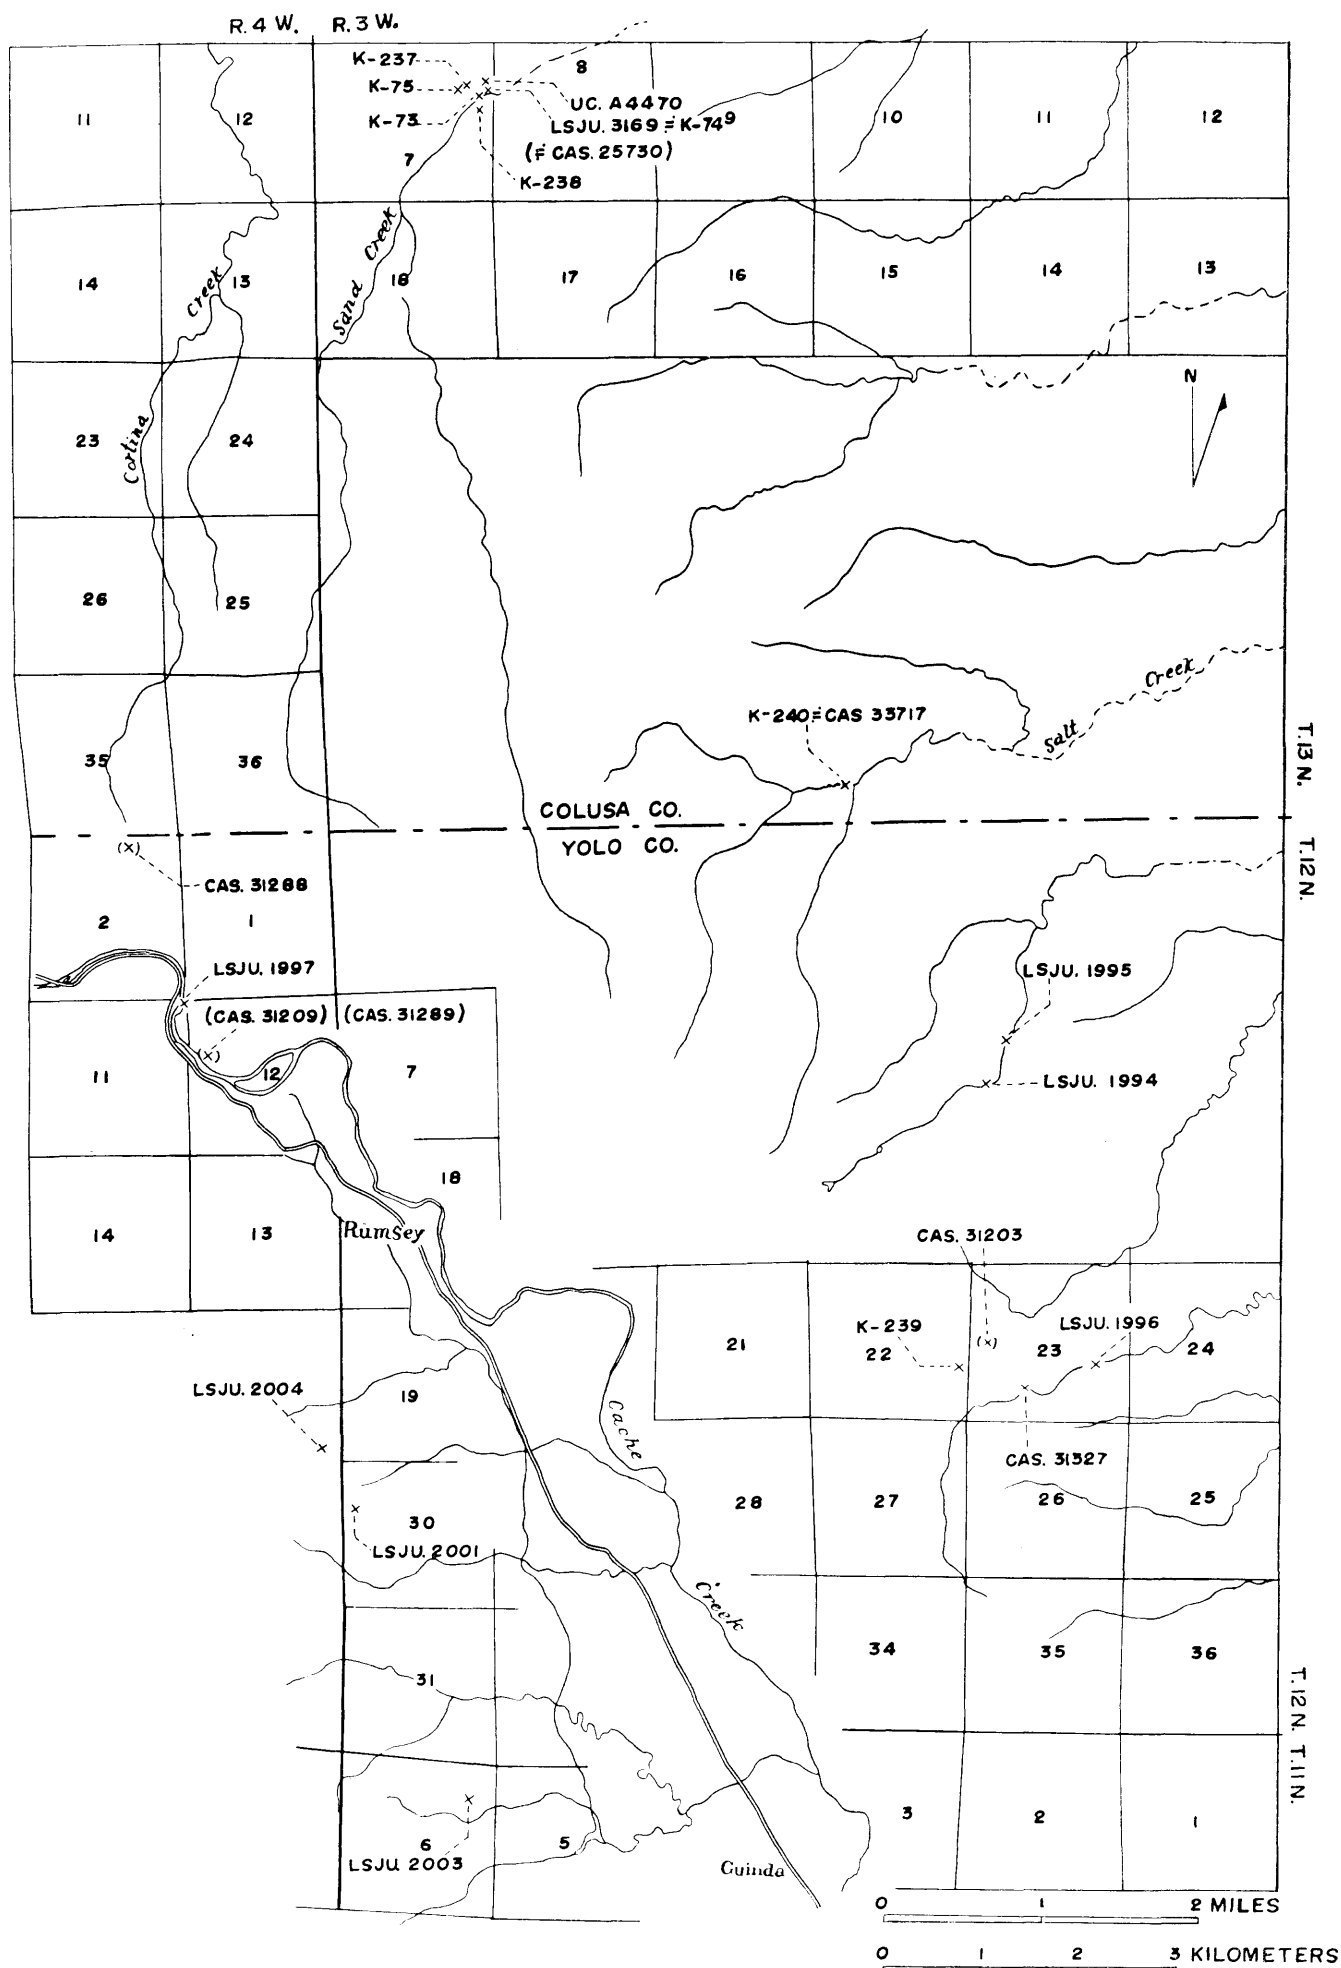 R. 4 W. R. 3 W.
K-237
8
K-75
UC. A4470
11
12
K-73
LSJU. 3169 ≐ K-74⁹
10
11
12
(≐ CAS. 25730)
7
K-238
Sand Creek
14
Creek
13
18
17
16
15
14
13
N
23
Cortina
24
26
25
Creek
K-240 ≐ CAS 33717
Salt
T. 13 N.
35
36
COLUSA CO.
YOLO CO.
T. 12 N.
CAS. 31288
2
1
LSJU. 1997
LSJU. 1995
(CAS. 31209) (CAS. 31289)
11
12
7
LSJU. 1994
18
14
13
Rumsey
CAS. 31203
K-239
LSJU. 1996
21
22
23
24
LSJU. 2004
19
Cache
CAS. 31327
28
27
26
25
30
LSJU. 2001
Creek
34
35
36
31
T. 12 N. T. 11 N.
3
2
1
6
5
LSJU. 2003
Guinda
0 1 2 MILES
0 1 2 3 KILOMETERS